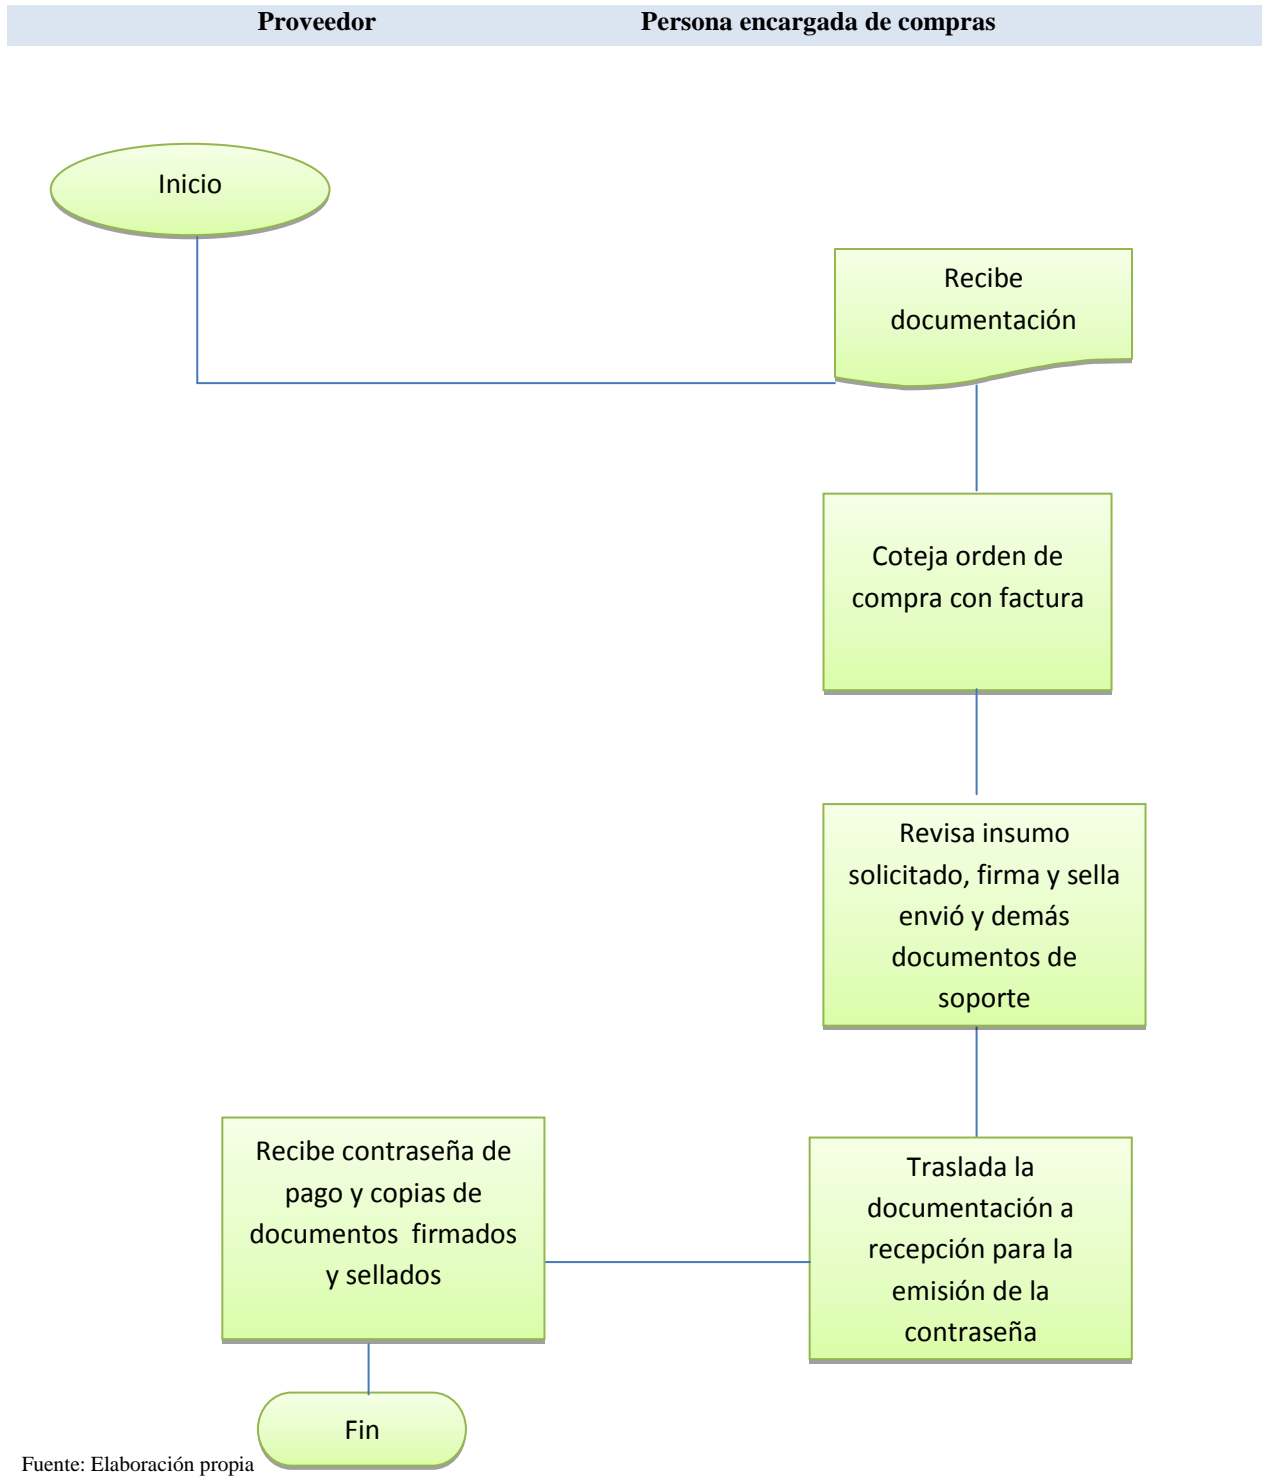 Proveedor Persona encargada de compras
Inicio
Recibe
documentación
Coteja orden de
compra con factura
Revisa insumo
solicitado, firma y sella
envió y demás
documentos de
soporte
Traslada la
documentación a
recepción para la
emisión de la
contraseña
Recibe contraseña de
pago y copias de
documentos firmados
y sellados
Fin
Fuente: Elaboración propia